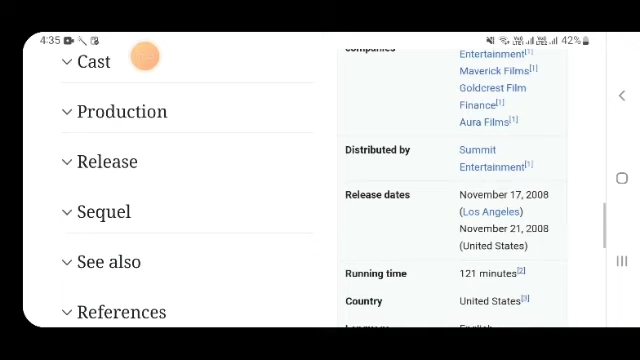 4:35
42%
Cast
Production
Release
Sequel
See also
References
companies
Entertainment[1]
Maverick Films[1]
Goldcrest Film
Finance[1]
Aura Films[1]
Distributed by
Summit
Entertainment[1]
Release dates
November 17, 2008
(Los Angeles)
November 21, 2008
(United States)
Running time
121 minutes[2]
Country
United States[3]